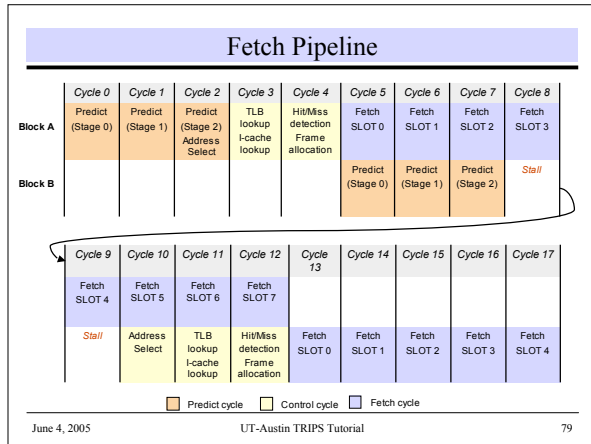 Fetch Pipeline
Cycle 0 Cycle 1 Cycle 2 Cycle 3 Cycle 4 Cycle 5 Cycle 6 Cycle 7 Cycle 8
Block A
Predict (Stage 0)
Predict (Stage 1)
Predict (Stage 2) Address Select
TLB lookup I-cache lookup
Hit/Miss detection Frame allocation
Fetch SLOT 0
Fetch SLOT 1
Fetch SLOT 2
Fetch SLOT 3
Block B
Predict (Stage 0)
Predict (Stage 1)
Predict (Stage 2)
Stall
Cycle 9 Cycle 10 Cycle 11 Cycle 12 Cycle 13 Cycle 14 Cycle 15 Cycle 16 Cycle 17
Fetch SLOT 4
Fetch SLOT 5
Fetch SLOT 6
Fetch SLOT 7
Stall
Address Select
TLB lookup I-cache lookup
Hit/Miss detection Frame allocation
Fetch SLOT 0
Fetch SLOT 1
Fetch SLOT 2
Fetch SLOT 3
Fetch SLOT 4
Predict cycle Control cycle Fetch cycle
June 4, 2005 UT-Austin TRIPS Tutorial 79